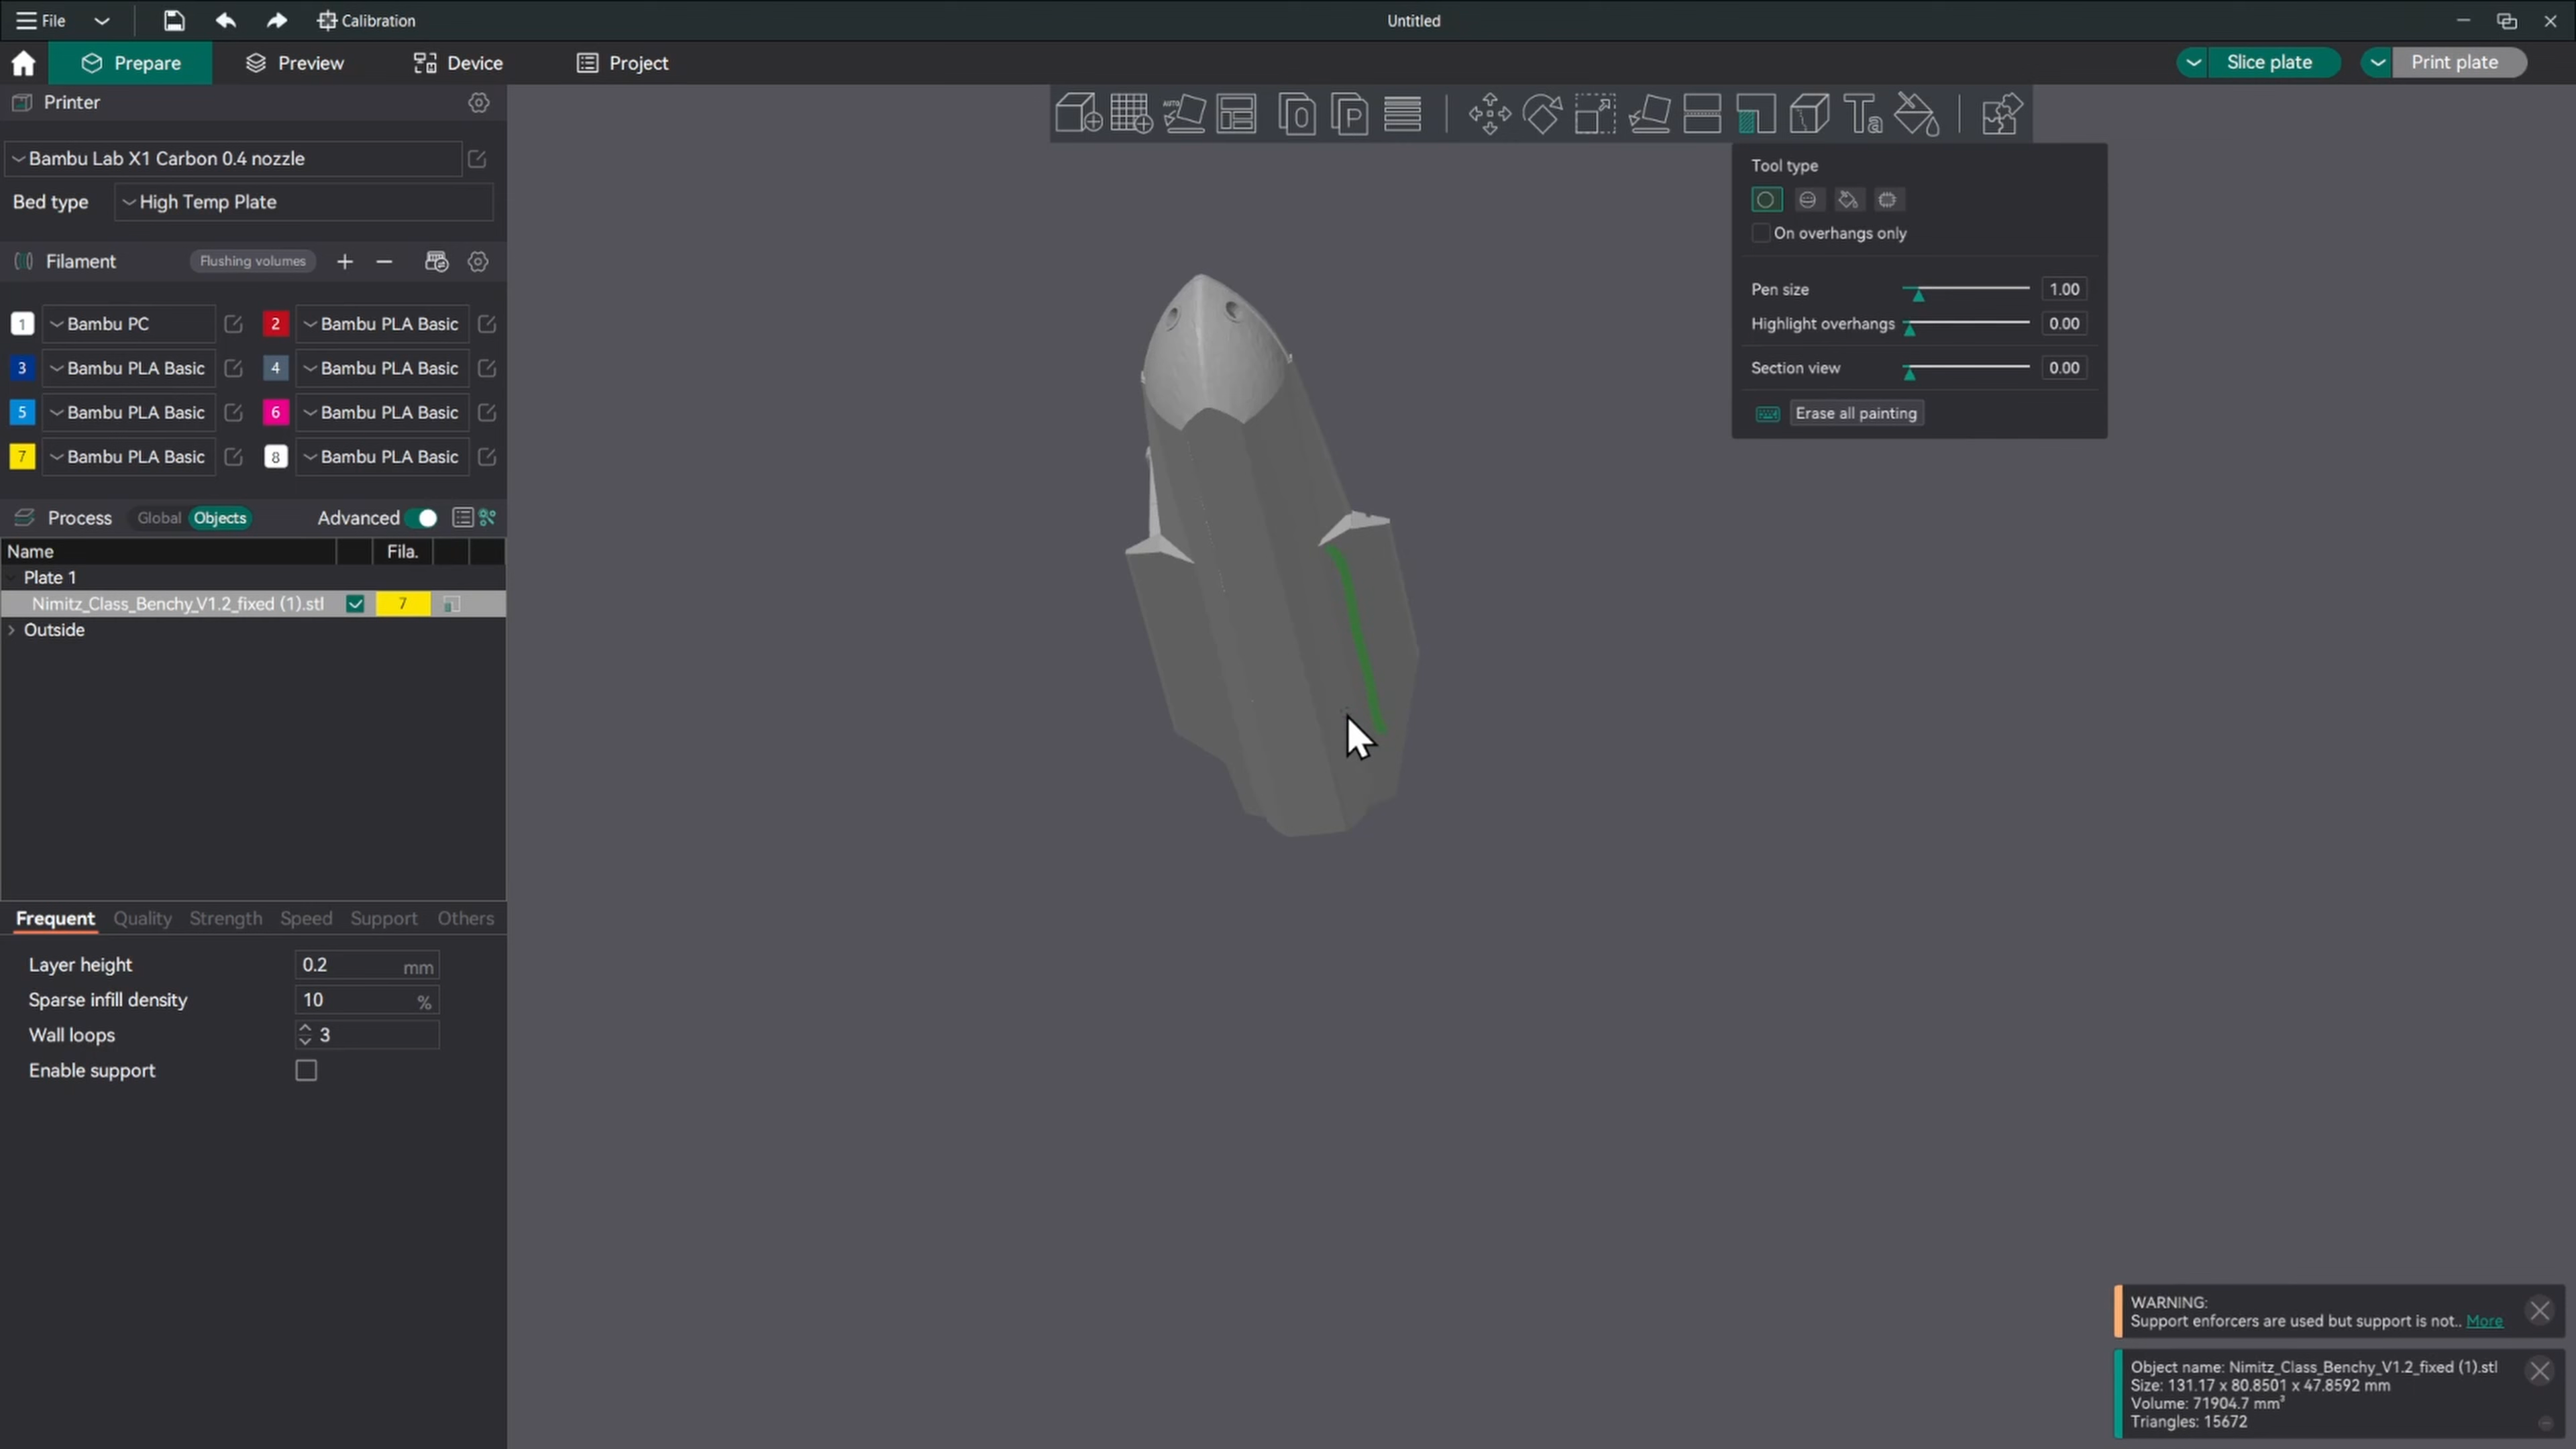 File
Calibration
Untitled
Prepare
Preview
Device
Project
Slice plate
Print plate
Printer
Bambu Lab X1 Carbon 0.4 nozzle
Bed type
High Temp Plate
Filament
Flushing volumes
1 Bambu PC
2 Bambu PLA Basic
3 Bambu PLA Basic
4 Bambu PLA Basic
5 Bambu PLA Basic
6 Bambu PLA Basic
7 Bambu PLA Basic
8 Bambu PLA Basic
Process
Global
Objects
Advanced
Name
Fila.
Plate 1
Nimitz_Class_Benchy_V1.2_fixed (1).stl
7
Outside
Frequent
Quality
Strength
Speed
Support
Others
Layer height
0.2
mm
Sparse infill density
10
%
Wall loops
3
Enable support
AUTO
0
P
Ta
Tool type
On overhangs only
Pen size
1.00
Highlight overhangs
0.00
Section view
0.00
Erase all painting
WARNING:
Support enforcers are used but support is not.. More
Object name: Nimitz_Class_Benchy_V1.2_fixed (1).stl
Size: 131.17 x 80.8501 x 47.8592 mm
Volume: 71904.7 mm³
Triangles: 15672